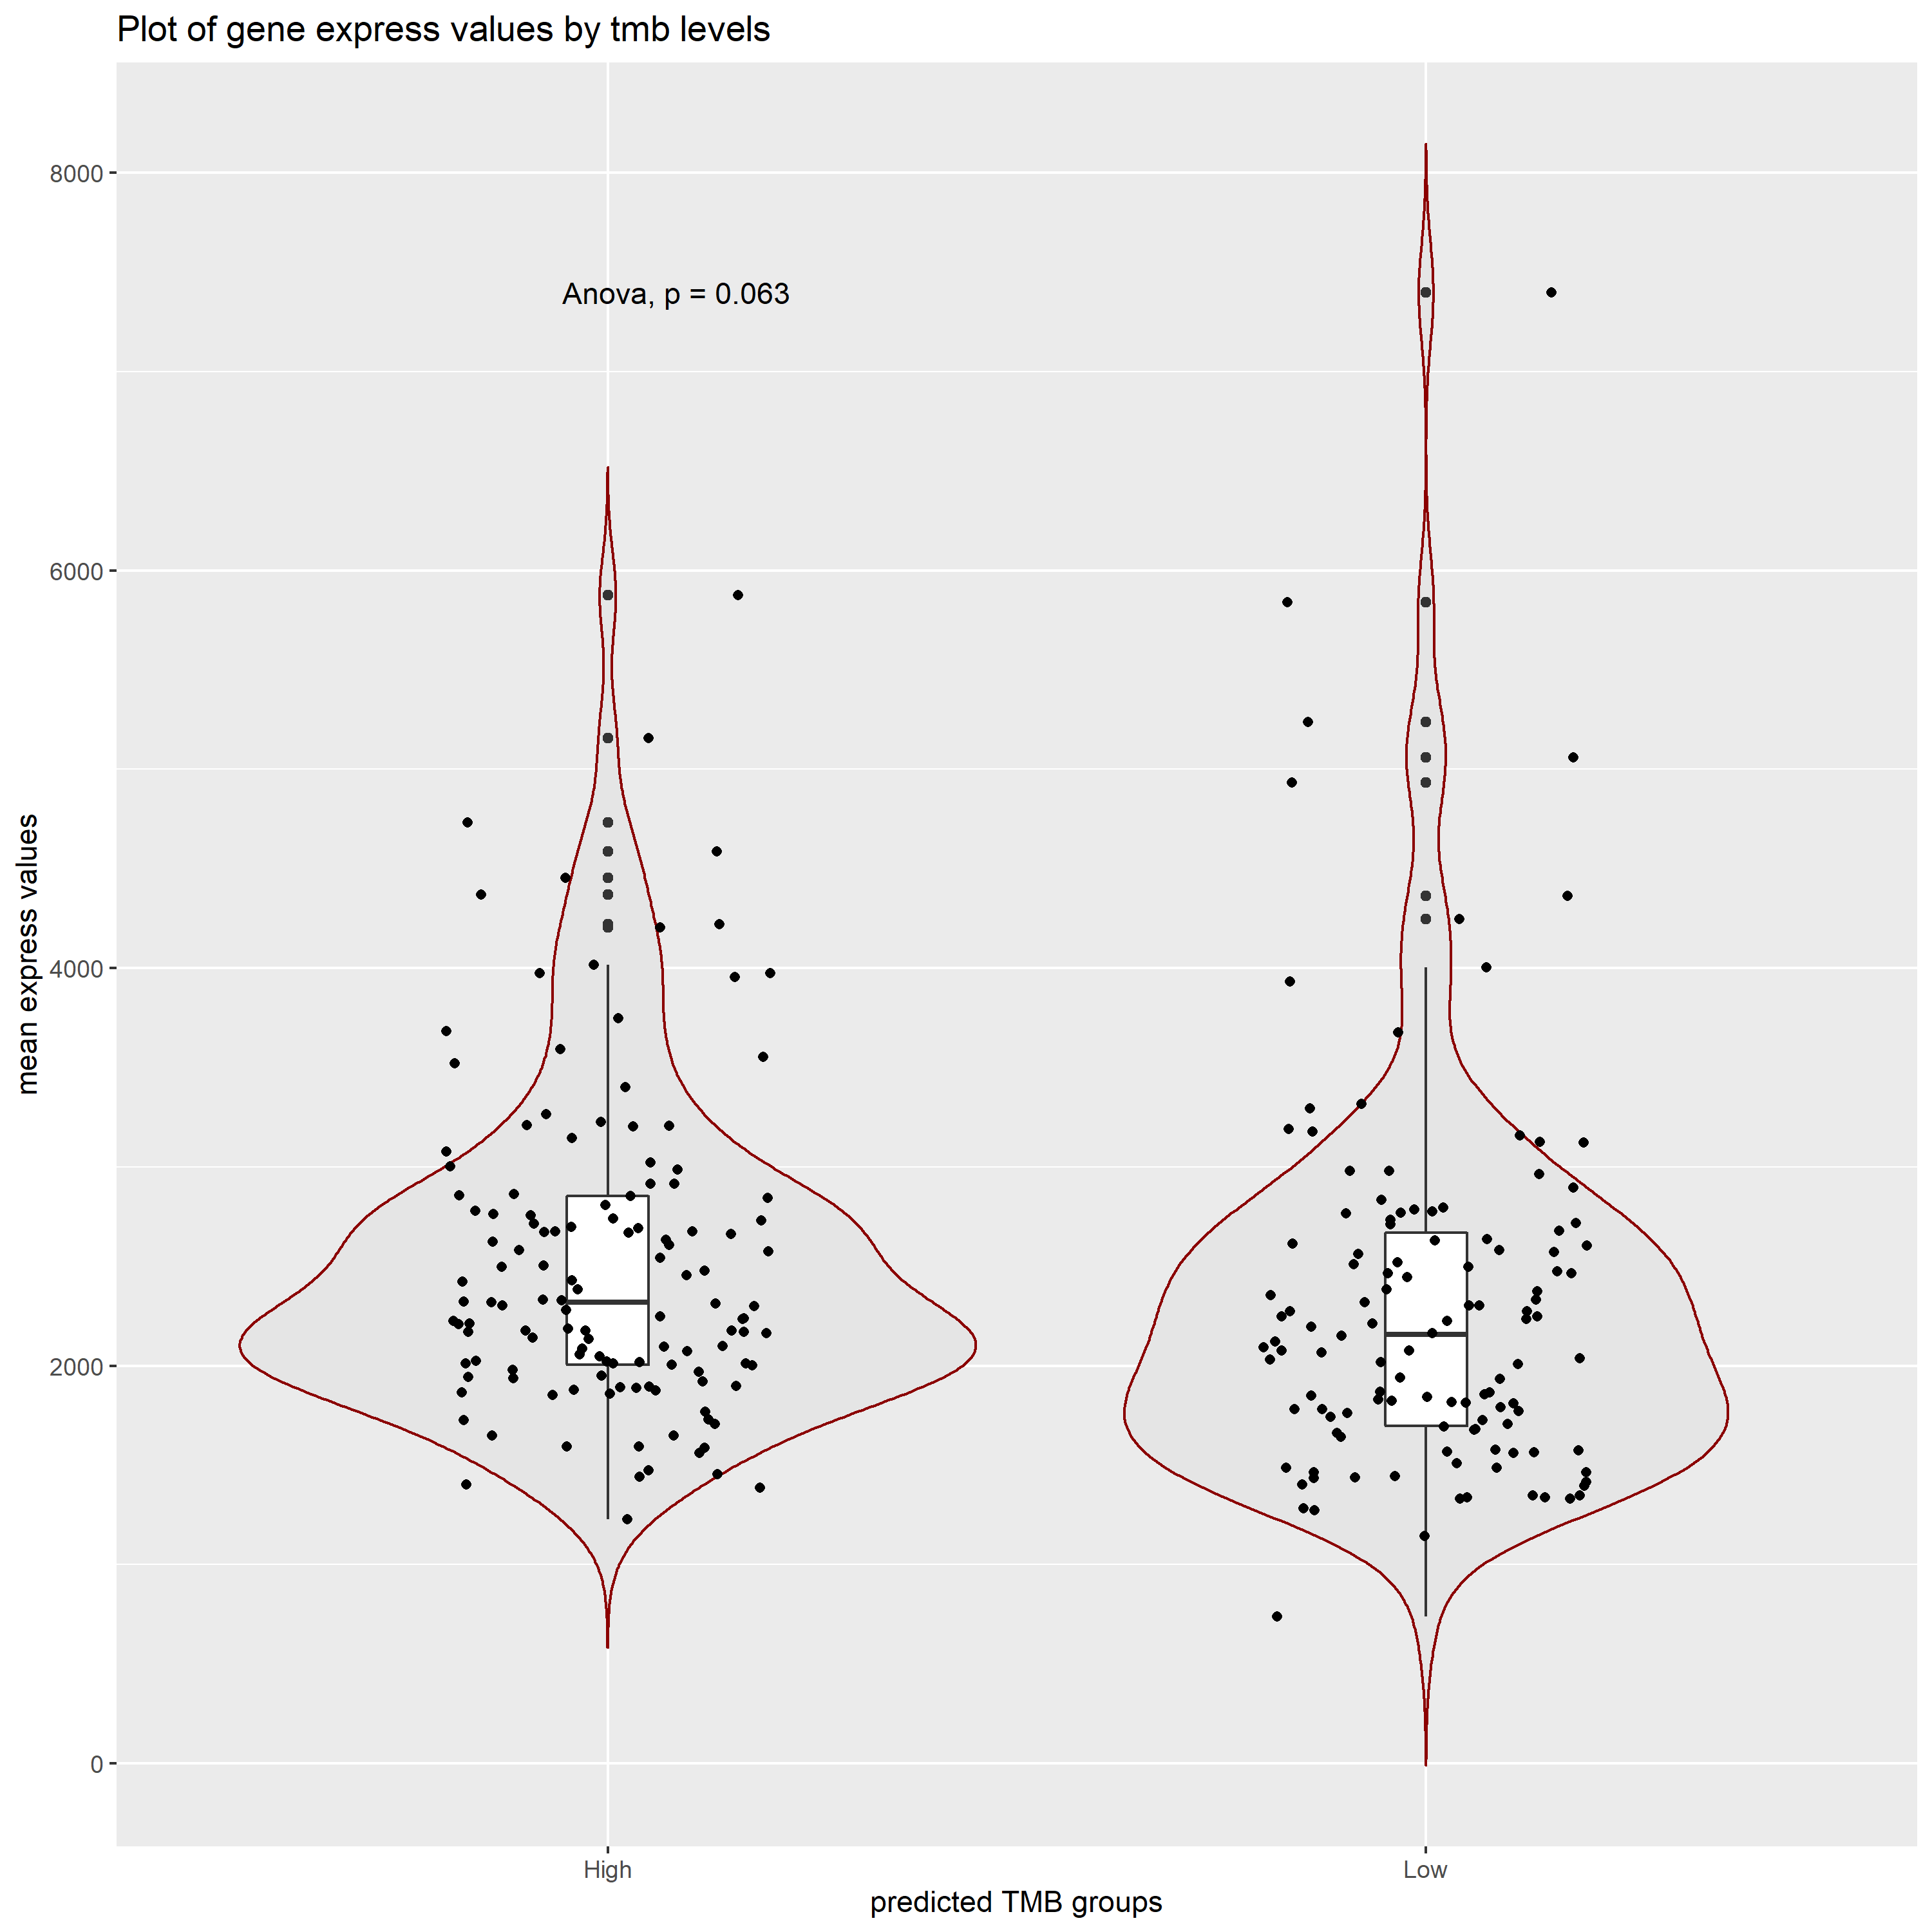 Plot of gene express values by tmb levels
8000
Anova, p = 0.063
6000
mean express values
4000
2000
0
High
Low
predicted TMB groups